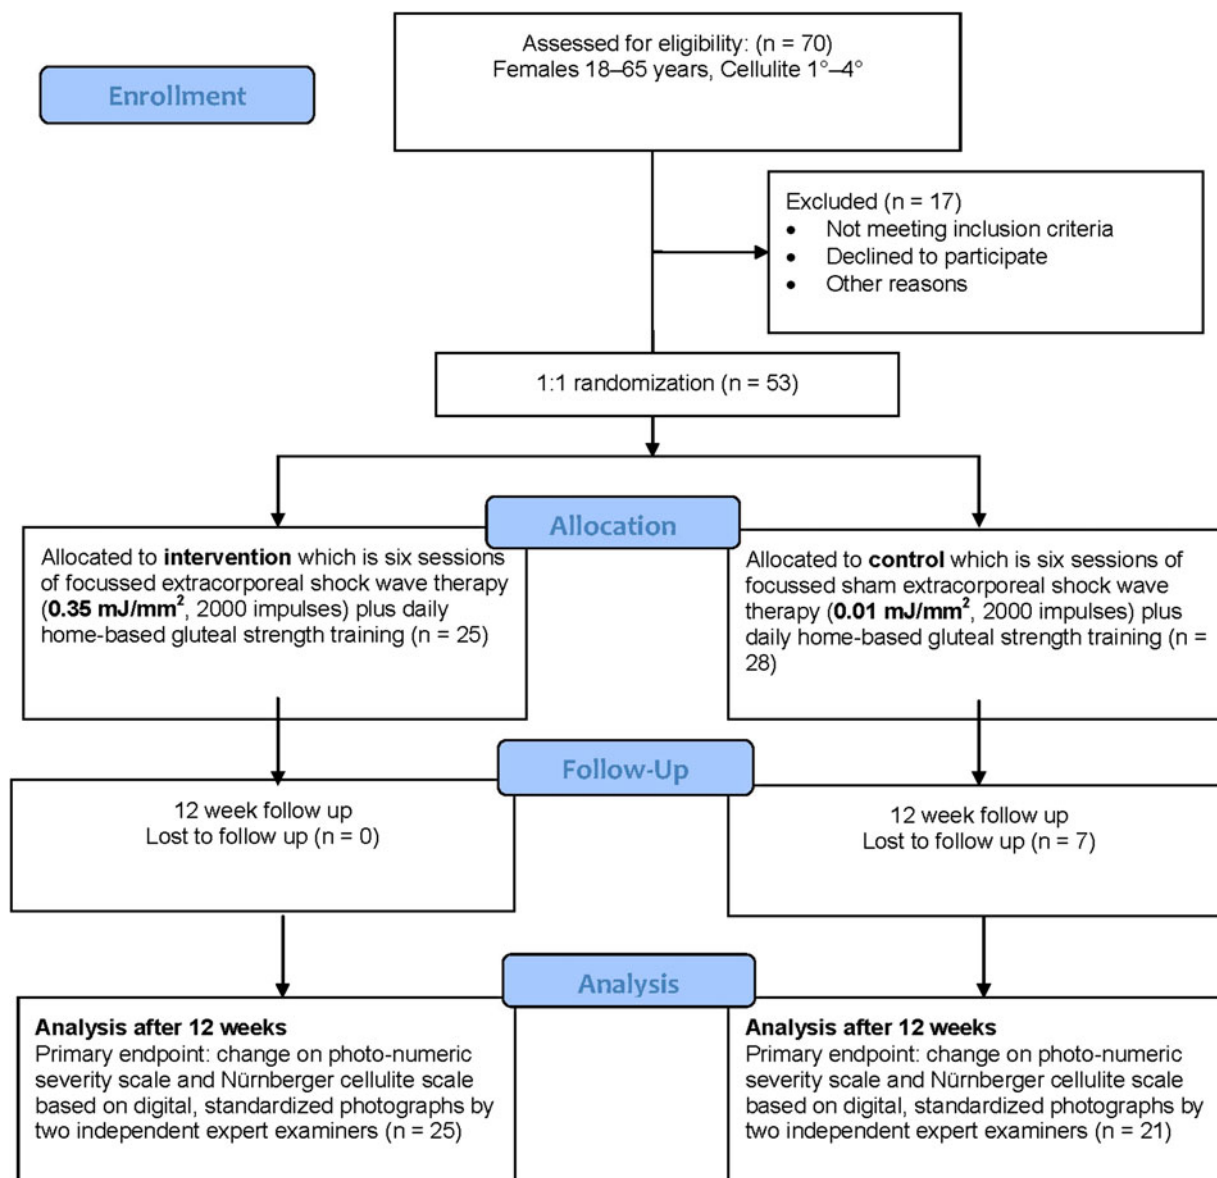 Assessed for eligibility: (n = 70)
Females 18–65 years, Cellulite 1°–4°
Enrollment
Excluded (n = 17)
• Not meeting inclusion criteria
• Declined to participate
• Other reasons
1:1 randomization (n = 53)
Allocation
Allocated to intervention which is six sessions
of focussed extracorporeal shock wave therapy
(0.35 mJ/mm², 2000 impulses) plus daily
home-based gluteal strength training (n = 25)
Allocated to control which is six sessions of
focussed sham extracorporeal shock wave
therapy (0.01 mJ/mm², 2000 impulses) plus
daily home-based gluteal strength training (n =
28)
Follow-Up
12 week follow up
Lost to follow up (n = 0)
12 week follow up
Lost to follow up (n = 7)
Analysis
Analysis after 12 weeks
Primary endpoint: change on photo-numeric
severity scale and Nürnberger cellulite scale
based on digital, standardized photographs by
two independent expert examiners (n = 25)
Analysis after 12 weeks
Primary endpoint: change on photo-numeric
severity scale and Nürnberger cellulite scale
based on digital, standardized photographs by
two independent expert examiners (n = 21)